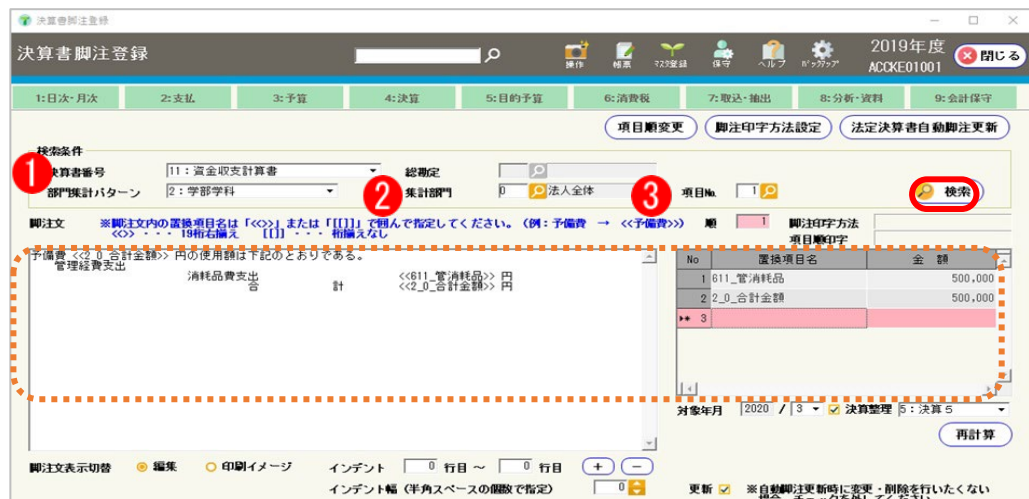 決算書脚注登録
決算書脚注登録
操作 帳票 マスタ登録 保守 ヘルプ ﾊﾞｯｸｱｯﾌﾟ
2019年度
ACCKE01001
閉じる
1:日次・月次 2:支払 3:予算 4:決算 5:目的予算 6:消費税 7:取込・抽出 8:分析・資料 9:会計保守
項目順変更 脚注印字方法設定 法定決算書自動脚注更新
検索条件
1 決算書番号 11：資金収支計算書 総勘定
部門集計パターン 2：学部学科 2 集計部門 0 法人全体 3 項目No. 1 検索
脚注文 ※脚注文内の置換項目名は「<<>>」または「[[]]」で囲んで指定してください。（例：予備費 → <<予備費>>） 順 1 脚注印字方法
<<>> ・・・ 19桁右揃え [[]]・・・ 桁揃えなし 項目順印字
予備費 <<2_0_合計金額>> 円の使用額は下記のとおりである。
管理経費支出
消耗品費支出 <<611_管消耗品>> 円
合 計 <<2_0_合計金額>> 円
No 置換項目名 金 額
1 611_管消耗品 500,000
2 2_0_合計金額 500,000
3
対象年月 2020 / 3 決算整理 5：決算５
再計算
脚注文表示切替 編集 印刷イメージ インデント 0 行目 ～ 0 行目 + -
インデント幅（半角スペースの個数で指定） 0 更新 ※自動脚注更新時に変更・削除を行いたくない